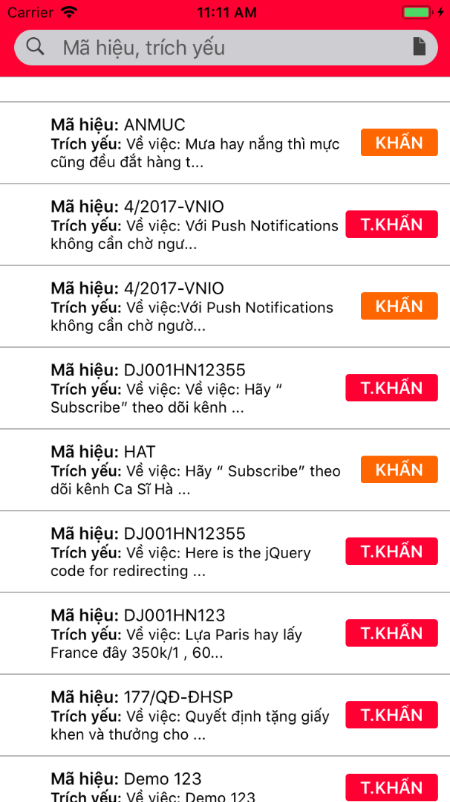 Carrier 11:11 AM
Mã hiệu, trích yếu
Mã hiệu: ANMUC
Trích yếu: Về việc: Mưa hay nắng thì mực
cũng đều đắt hàng t...
KHẨN
Mã hiệu: 4/2017-VNIO
Trích yếu: Về việc: Với Push Notifications
không cần chờ ngư...
T.KHẨN
Mã hiệu: 4/2017-VNIO
Trích yếu: Về việc:Với Push Notifications
không cần chờ ngườ...
KHẨN
Mã hiệu: DJ001HN12355
Trích yếu: Về việc: Về việc: Hãy “
Subscribe” theo dõi kênh ...
T.KHẨN
Mã hiệu: HAT
Trích yếu: Về việc: Hãy “ Subscribe” theo
dõi kênh Ca Sĩ Hà ...
KHẨN
Mã hiệu: DJ001HN12355
Trích yếu: Về việc: Here is the jQuery
code for redirecting ...
T.KHẨN
Mã hiệu: DJ001HN123
Trích yếu: Về việc: Lựa Paris hay lấy
France đây 350k/1 , 60...
T.KHẨN
Mã hiệu: 177/QĐ-ĐHSP
Trích yếu: Về việc: Quyết định tặng giấy
khen và thưởng cho ...
T.KHẨN
Mã hiệu: Demo 123
Trích yếu: Về việc: Demo 123
T.KHẨN